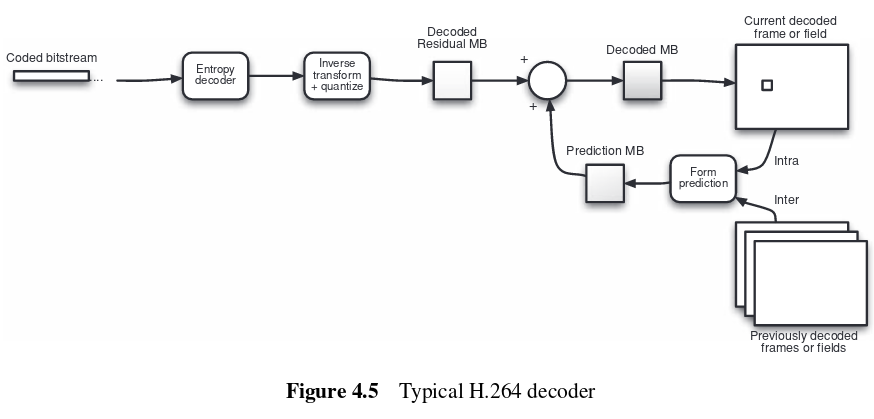 Coded bitstream
....
Entropy
decoder
Inverse
transform
+ quantize
Decoded
Residual MB
+
+
Decoded MB
Current decoded
frame or field
Prediction MB
Form
prediction
Intra
Inter
Previously decoded
frames or fields
Figure 4.5 Typical H.264 decoder